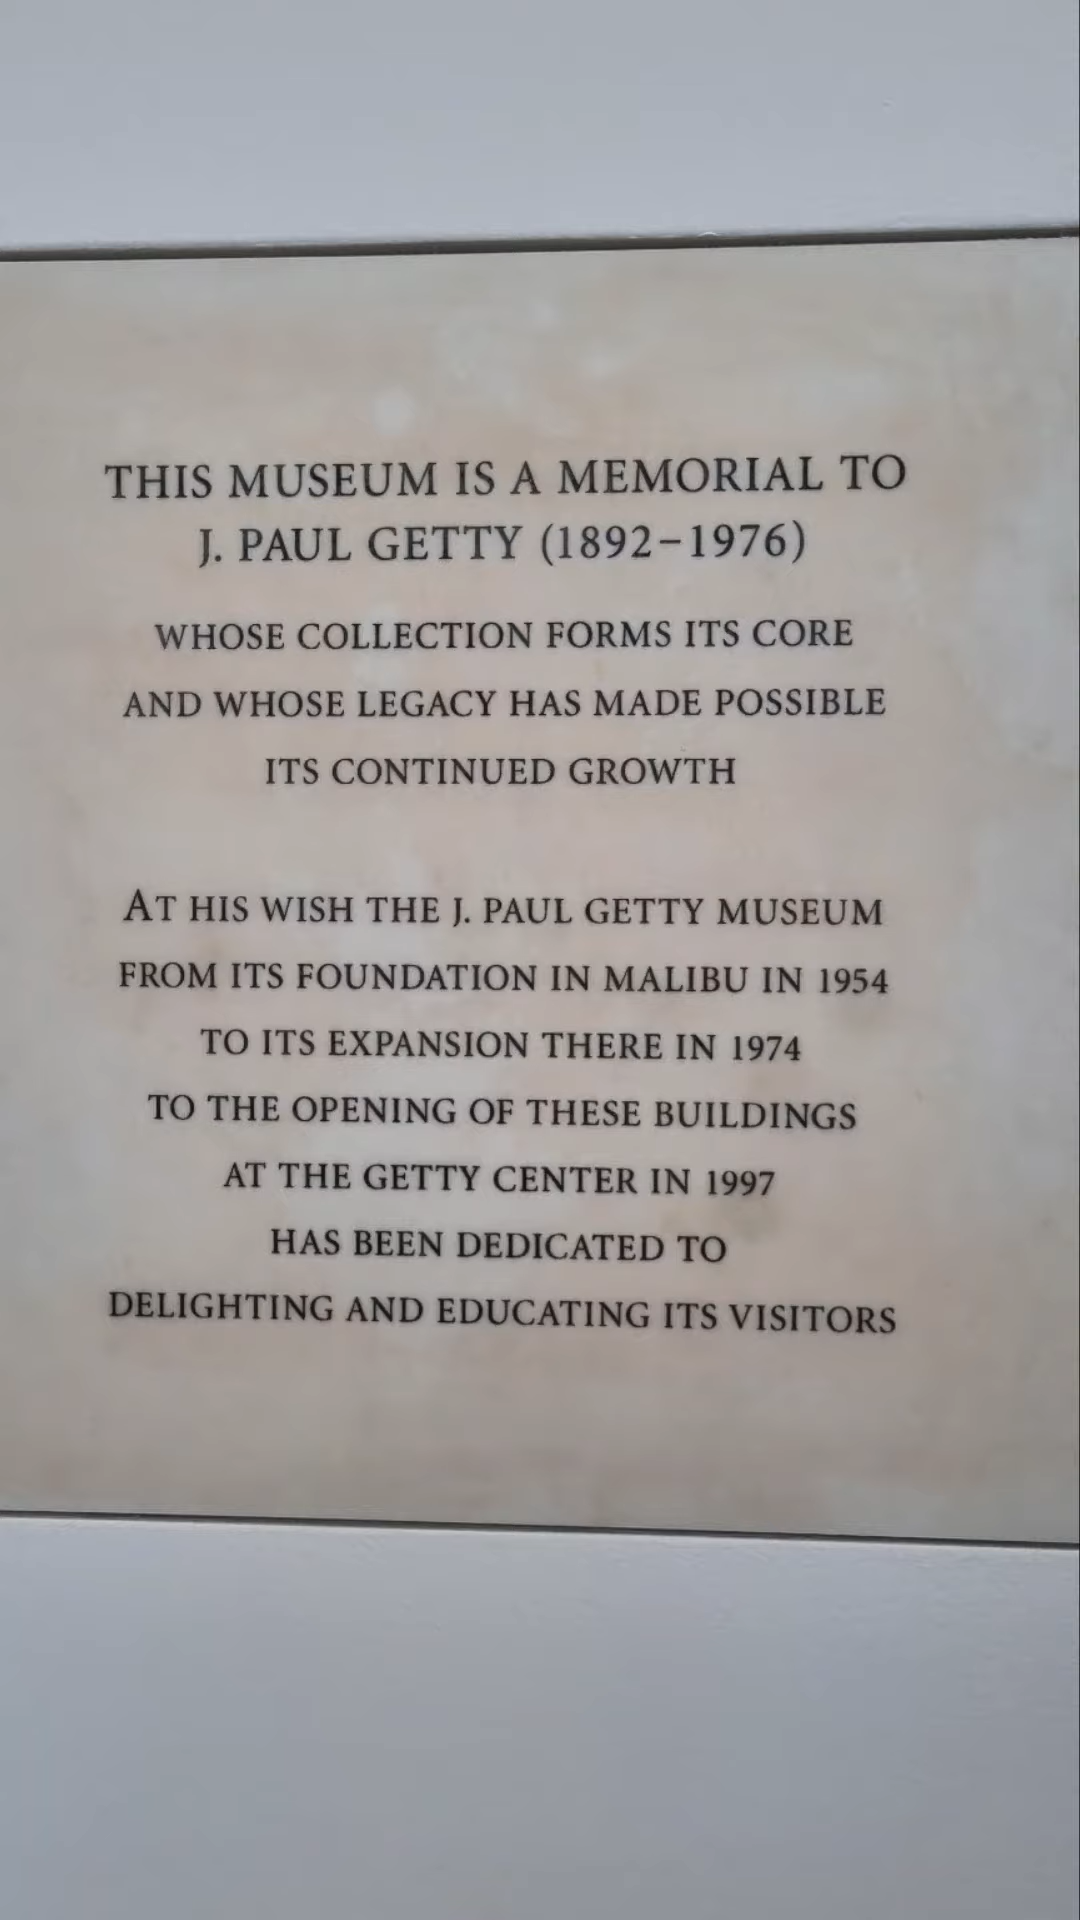 THIS MUSEUM IS A MEMORIAL TO
J. PAUL GETTY (1892–1976)
WHOSE COLLECTION FORMS ITS CORE
AND WHOSE LEGACY HAS MADE POSSIBLE
ITS CONTINUED GROWTH
AT HIS WISH THE J. PAUL GETTY MUSEUM
FROM ITS FOUNDATION IN MALIBU IN 1954
TO ITS EXPANSION THERE IN 1974
TO THE OPENING OF THESE BUILDINGS
AT THE GETTY CENTER IN 1997
HAS BEEN DEDICATED TO
DELIGHTING AND EDUCATING ITS VISITORS